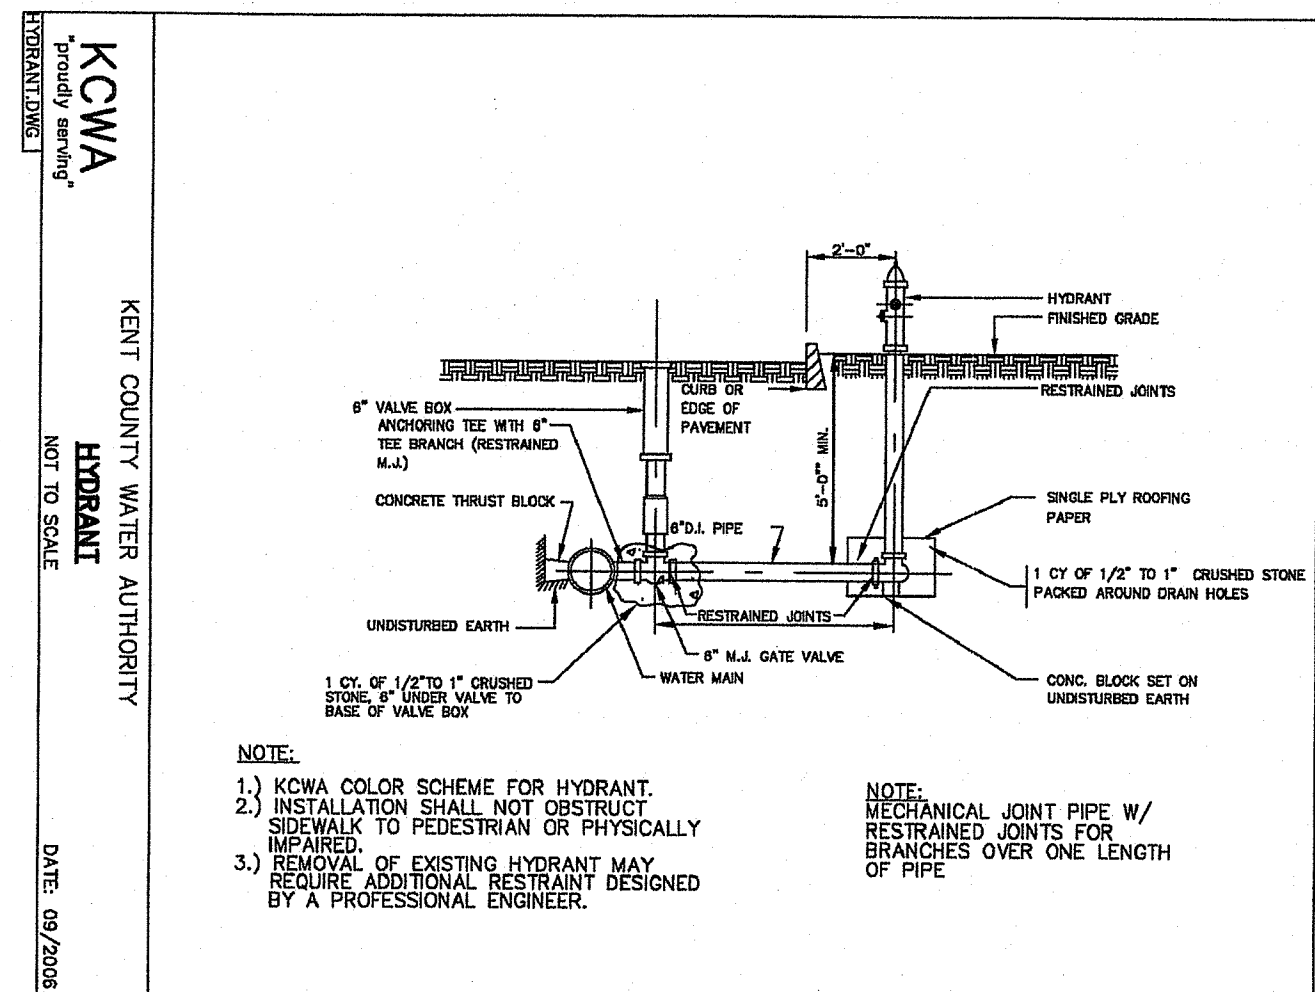 KCWA
"proudly serving"
HYDRANT.DWG
KENT COUNTY WATER AUTHORITY
HYDRANT
NOT TO SCALE
DATE: 09/2006
2'-0"
HYDRANT
FINISHED GRADE
RESTRAINED JOINTS
CURB OR
EDGE OF
PAVEMENT
6" VALVE BOX
ANCHORING TEE WITH 6"
TEE BRANCH (RESTRAINED
M.J.)
CONCRETE THRUST BLOCK
5'-0"" MIN.
6"D.I. PIPE
SINGLE PLY ROOFING
PAPER
1 CY OF 1/2" TO 1" CRUSHED STONE
PACKED AROUND DRAIN HOLES
RESTRAINED JOINTS
UNDISTURBED EARTH
6" M.J. GATE VALVE
WATER MAIN
1 CY. OF 1/2"TO 1" CRUSHED
STONE, 6" UNDER VALVE TO
BASE OF VALVE BOX
CONC. BLOCK SET ON
UNDISTURBED EARTH
NOTE:
1.) KCWA COLOR SCHEME FOR HYDRANT.
2.) INSTALLATION SHALL NOT OBSTRUCT
SIDEWALK TO PEDESTRIAN OR PHYSICALLY
IMPAIRED.
3.) REMOVAL OF EXISTING HYDRANT MAY
REQUIRE ADDITIONAL RESTRAINT DESIGNED
BY A PROFESSIONAL ENGINEER.
NOTE:
MECHANICAL JOINT PIPE W/
RESTRAINED JOINTS FOR
BRANCHES OVER ONE LENGTH
OF PIPE